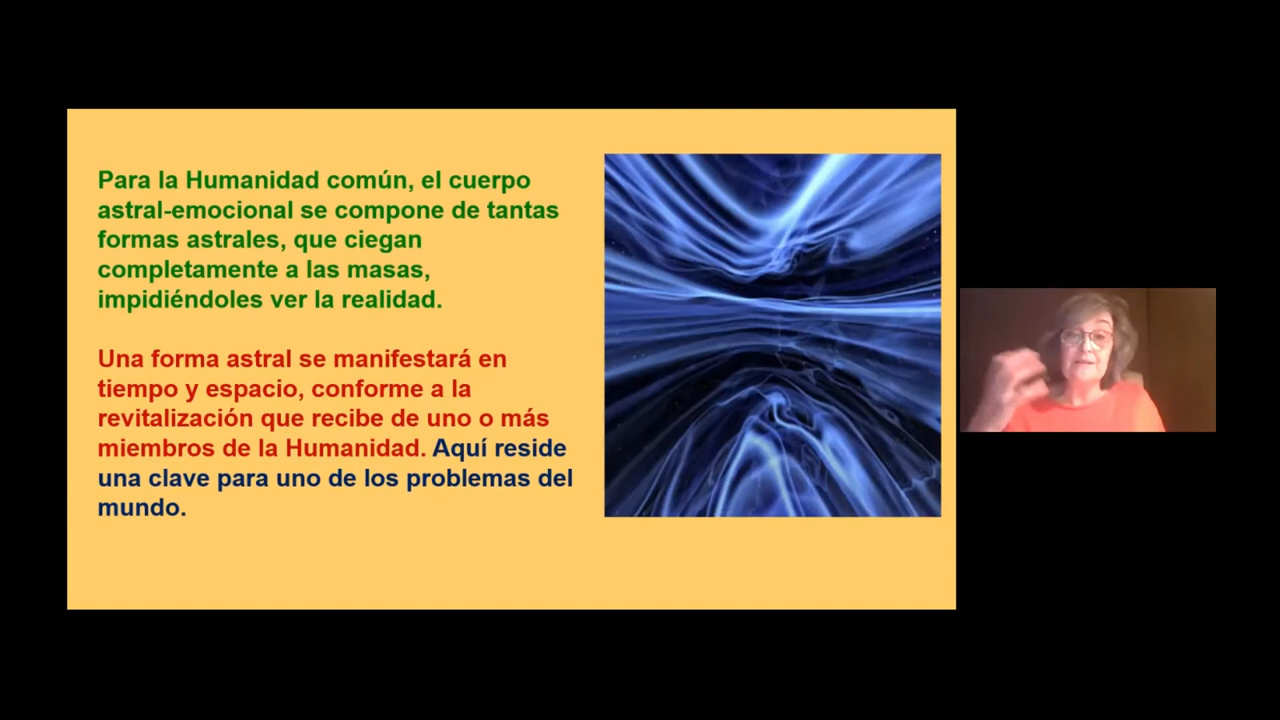 Para la Humanidad común, el cuerpo
astral-emocional se compone de tantas
formas astrales, que ciegan
completamente a las masas,
impidiéndoles ver la realidad.
Una forma astral se manifestará en
tiempo y espacio, conforme a la
revitalización que recibe de uno o más
miembros de la Humanidad. Aquí reside
una clave para uno de los problemas del
mundo.